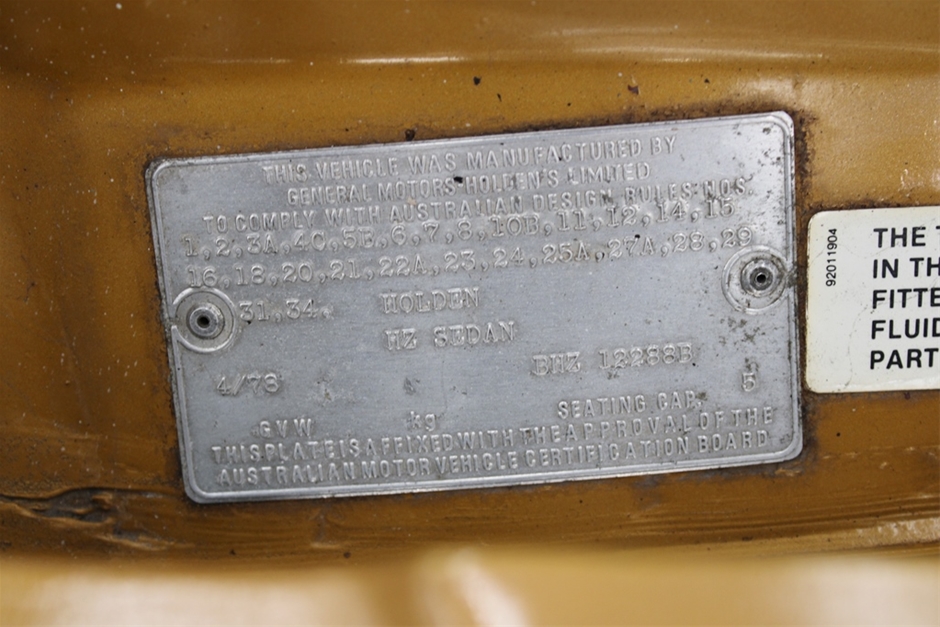 THIS VEHICLE WAS MANUFACTURED BY
GENERAL MOTORS-HOLDEN'S LIMITED
TO COMPLY WITH AUSTRALIAN DESIGN RULES NOS.
1,2,3A,4C,5B,6,7,8,10B,11,12,14,15
16,18,20,21,22A,23,24,25A,27A,28,29
31,34. HOLDEN
HZ SEDAN
BHZ 12288B
4/78 5
GVW kg SEATING CAP.
THIS PLATE IS AFFIXED WITH THE APPROVAL OF THE
AUSTRALIAN MOTOR VEHICLE CERTIFICATION BOARD
92011904
THE T
IN TH
FITTE
FLUID
PART